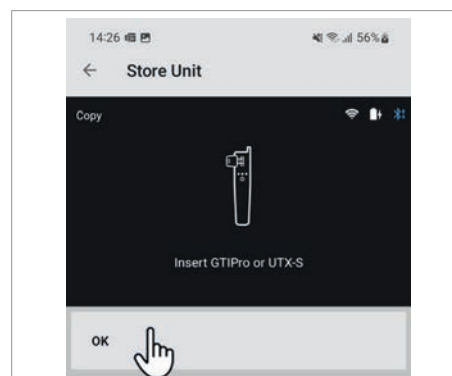 14:26
56%
Store Unit
Copy
Insert GTIPro or UTX-S
OK